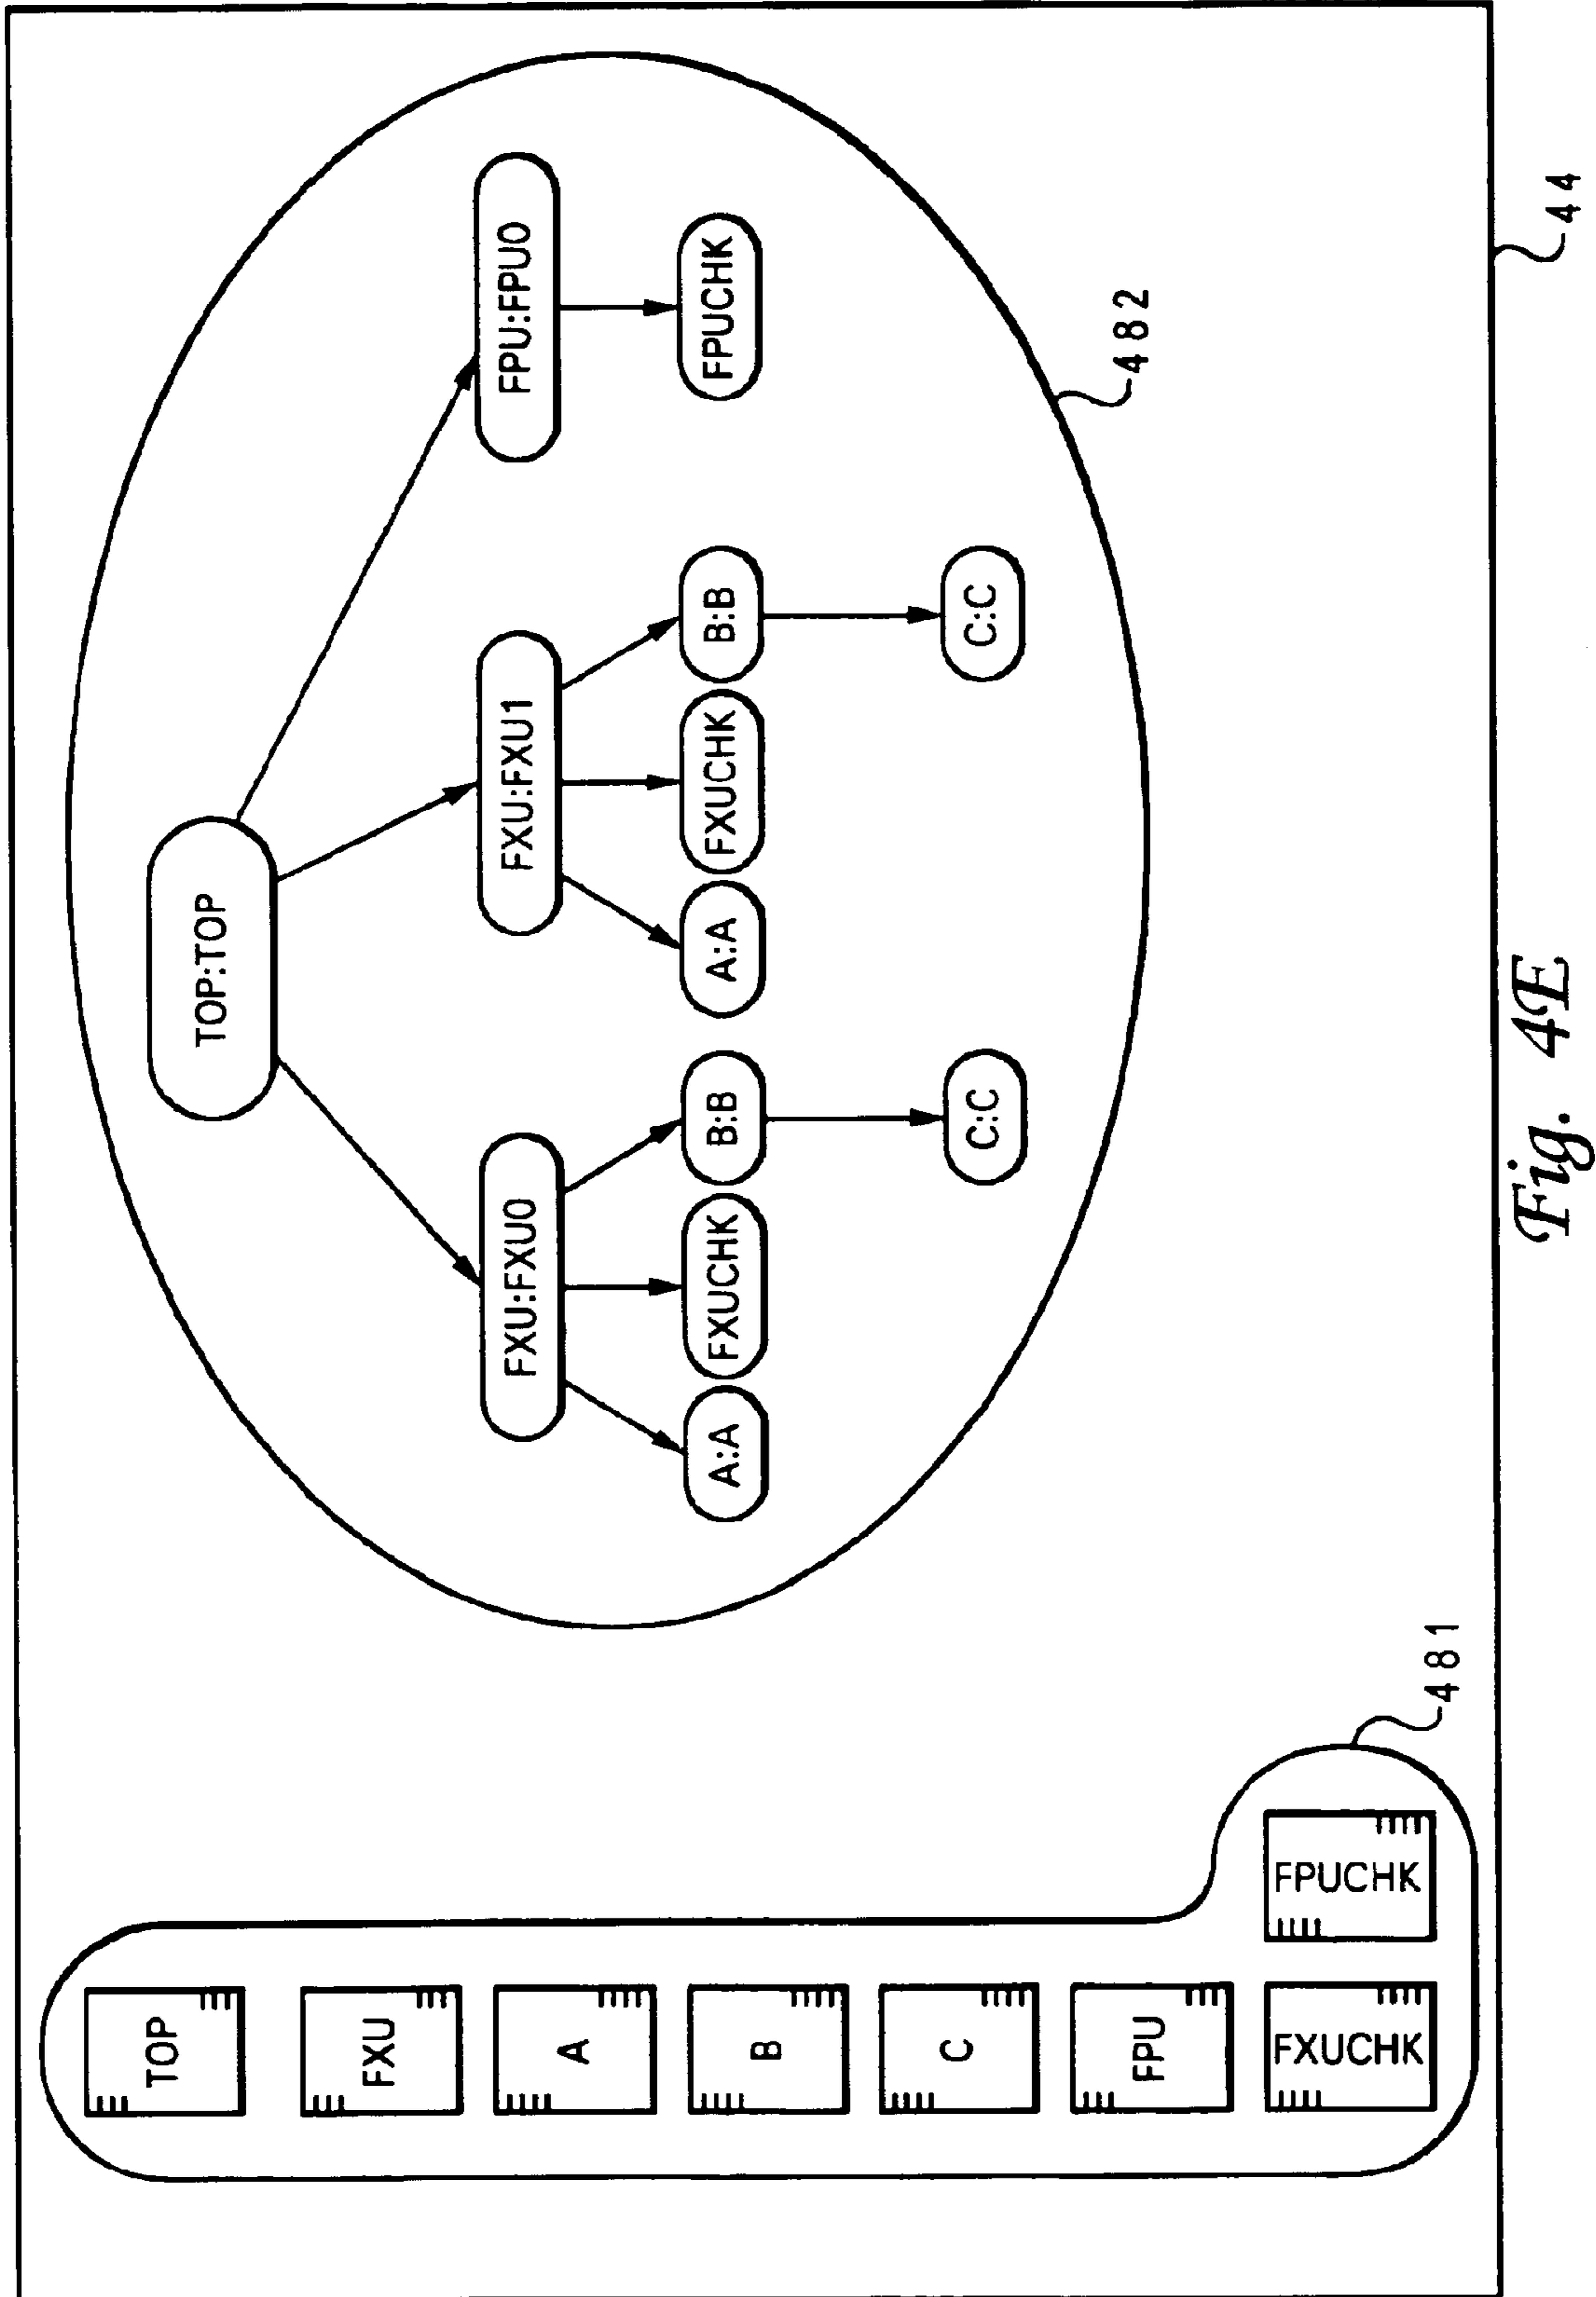 TOP
FXU
A
B
C
FPU
FXUCHK
FPUCHK
481
TOP:TOP
FXU:FXU0
FXU:FXU1
FPU:FPU0
A:A
FXUCHK
B:B
A:A
FXUCHK
B:B
FPUCHK
C:C
C:C
482
44
Fig. 4E